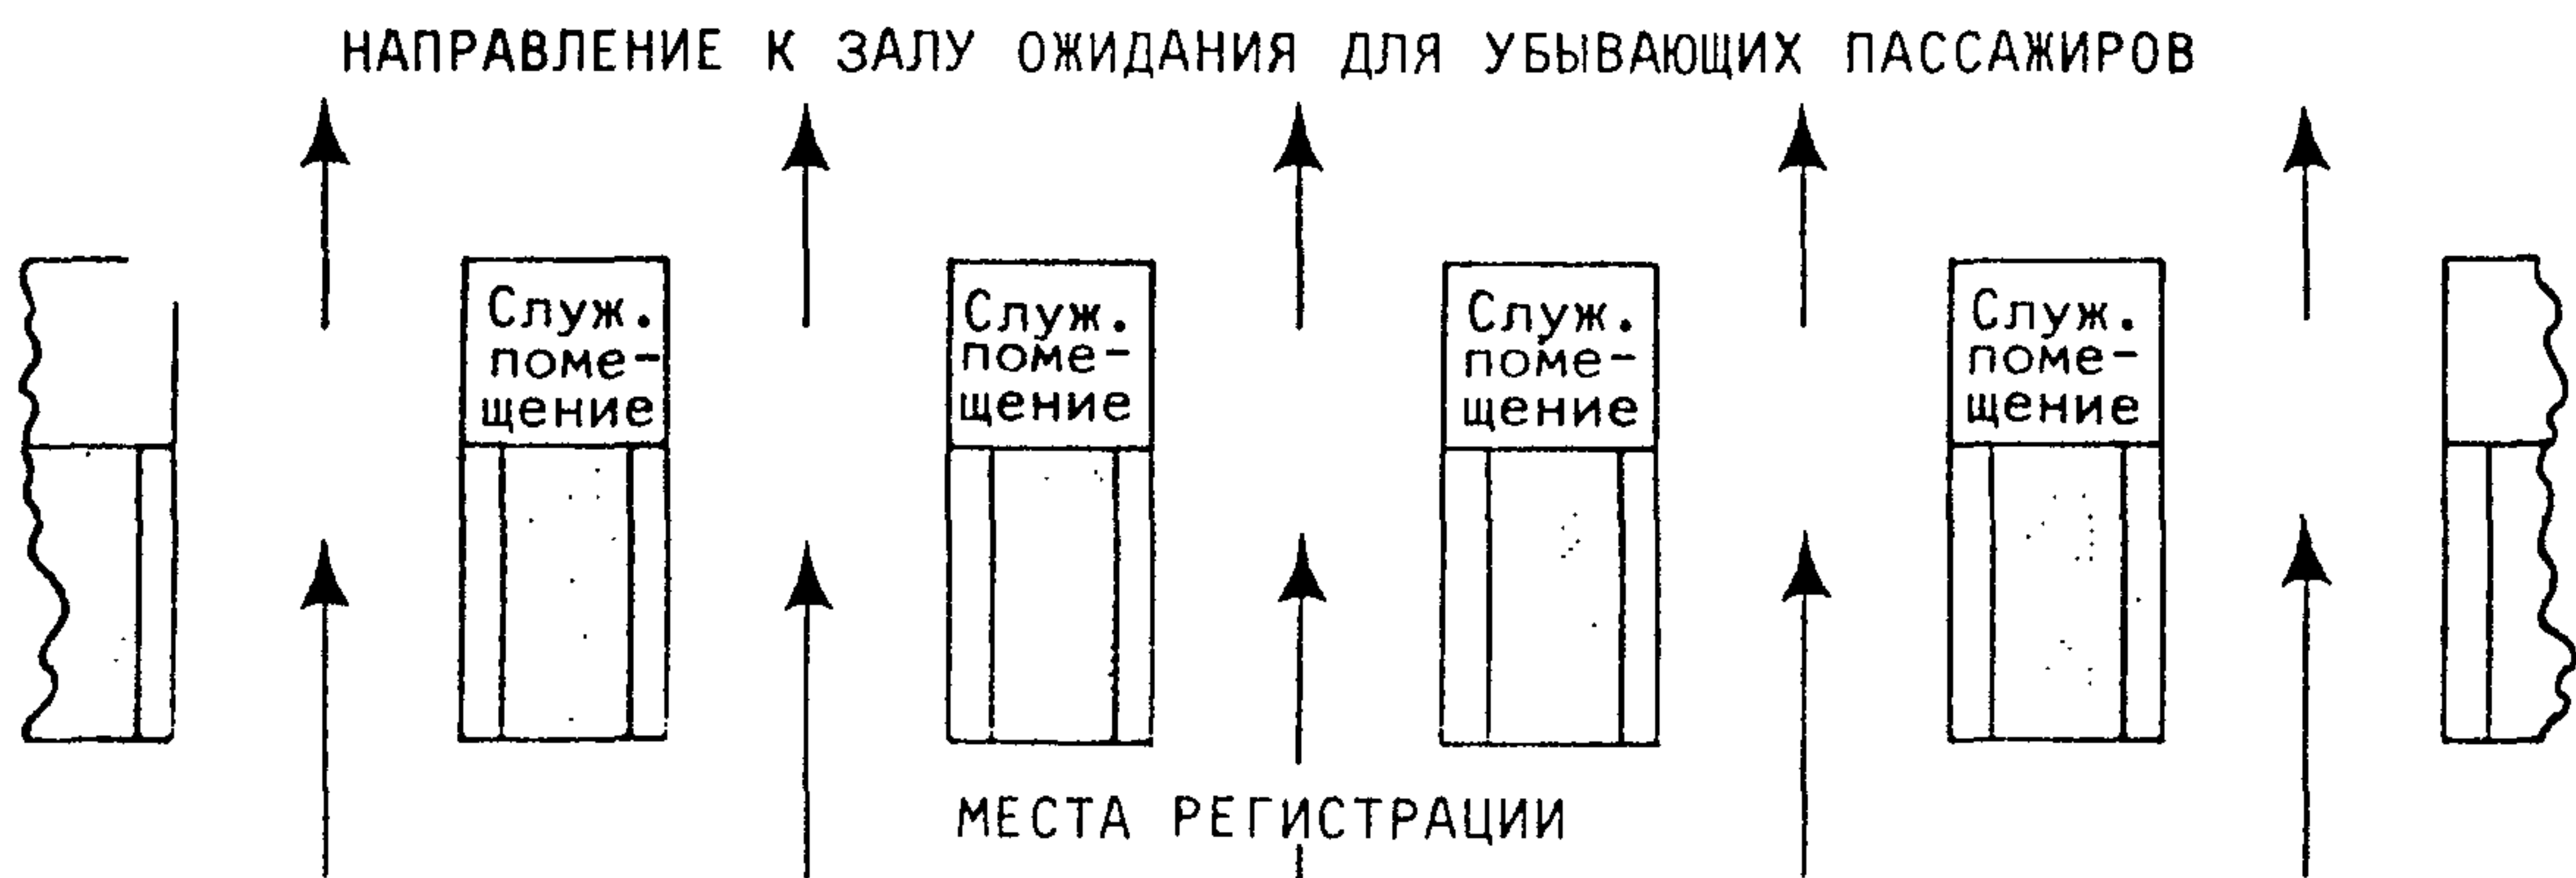 НАПРАВЛЕНИЕ К ЗАЛУ ОЖИДАНИЯ ДЛЯ УБЫВАЮЩИХ ПАССАЖИРОВ
Служ.
поме-
щение
Служ.
поме-
щение
Служ.
поме-
щение
Служ.
поме-
щение
МЕСТА РЕГИСТРАЦИИ